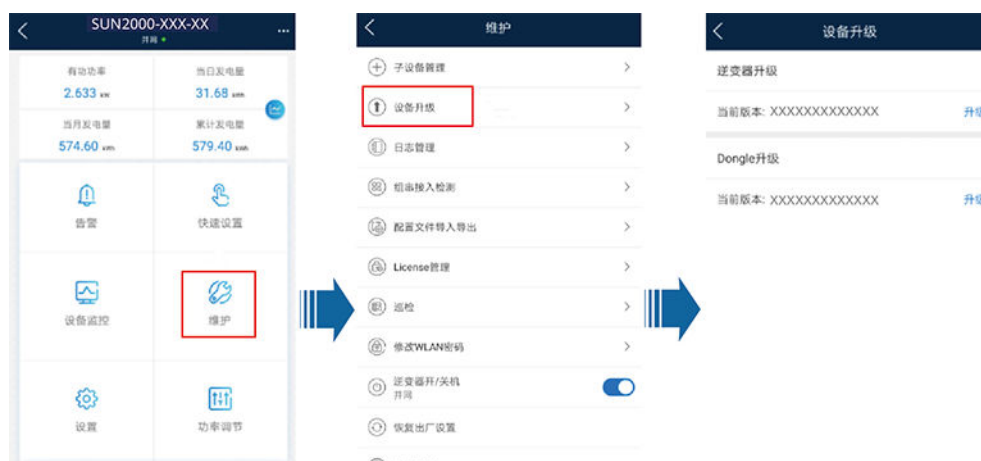 SUN2000-XXX-XX
并网
有功功率
当日发电量
2.633 kW
31.68 kWh
当月发电量
累计发电量
574.60 kWh
579.40 kWh
告警
快速设置
设备监控
维护
设置
功率调节
维护
子设备管理
设备升级
日志管理
组串接入检测
配置文件导入导出
License管理
巡检
修改WLAN密码
逆变器开/关机
并网
恢复出厂设置
设备升级
逆变器升级
当前版本: XXXXXXXXXXXXX
升级
Dongle升级
当前版本: XXXXXXXXXXXXX
升级